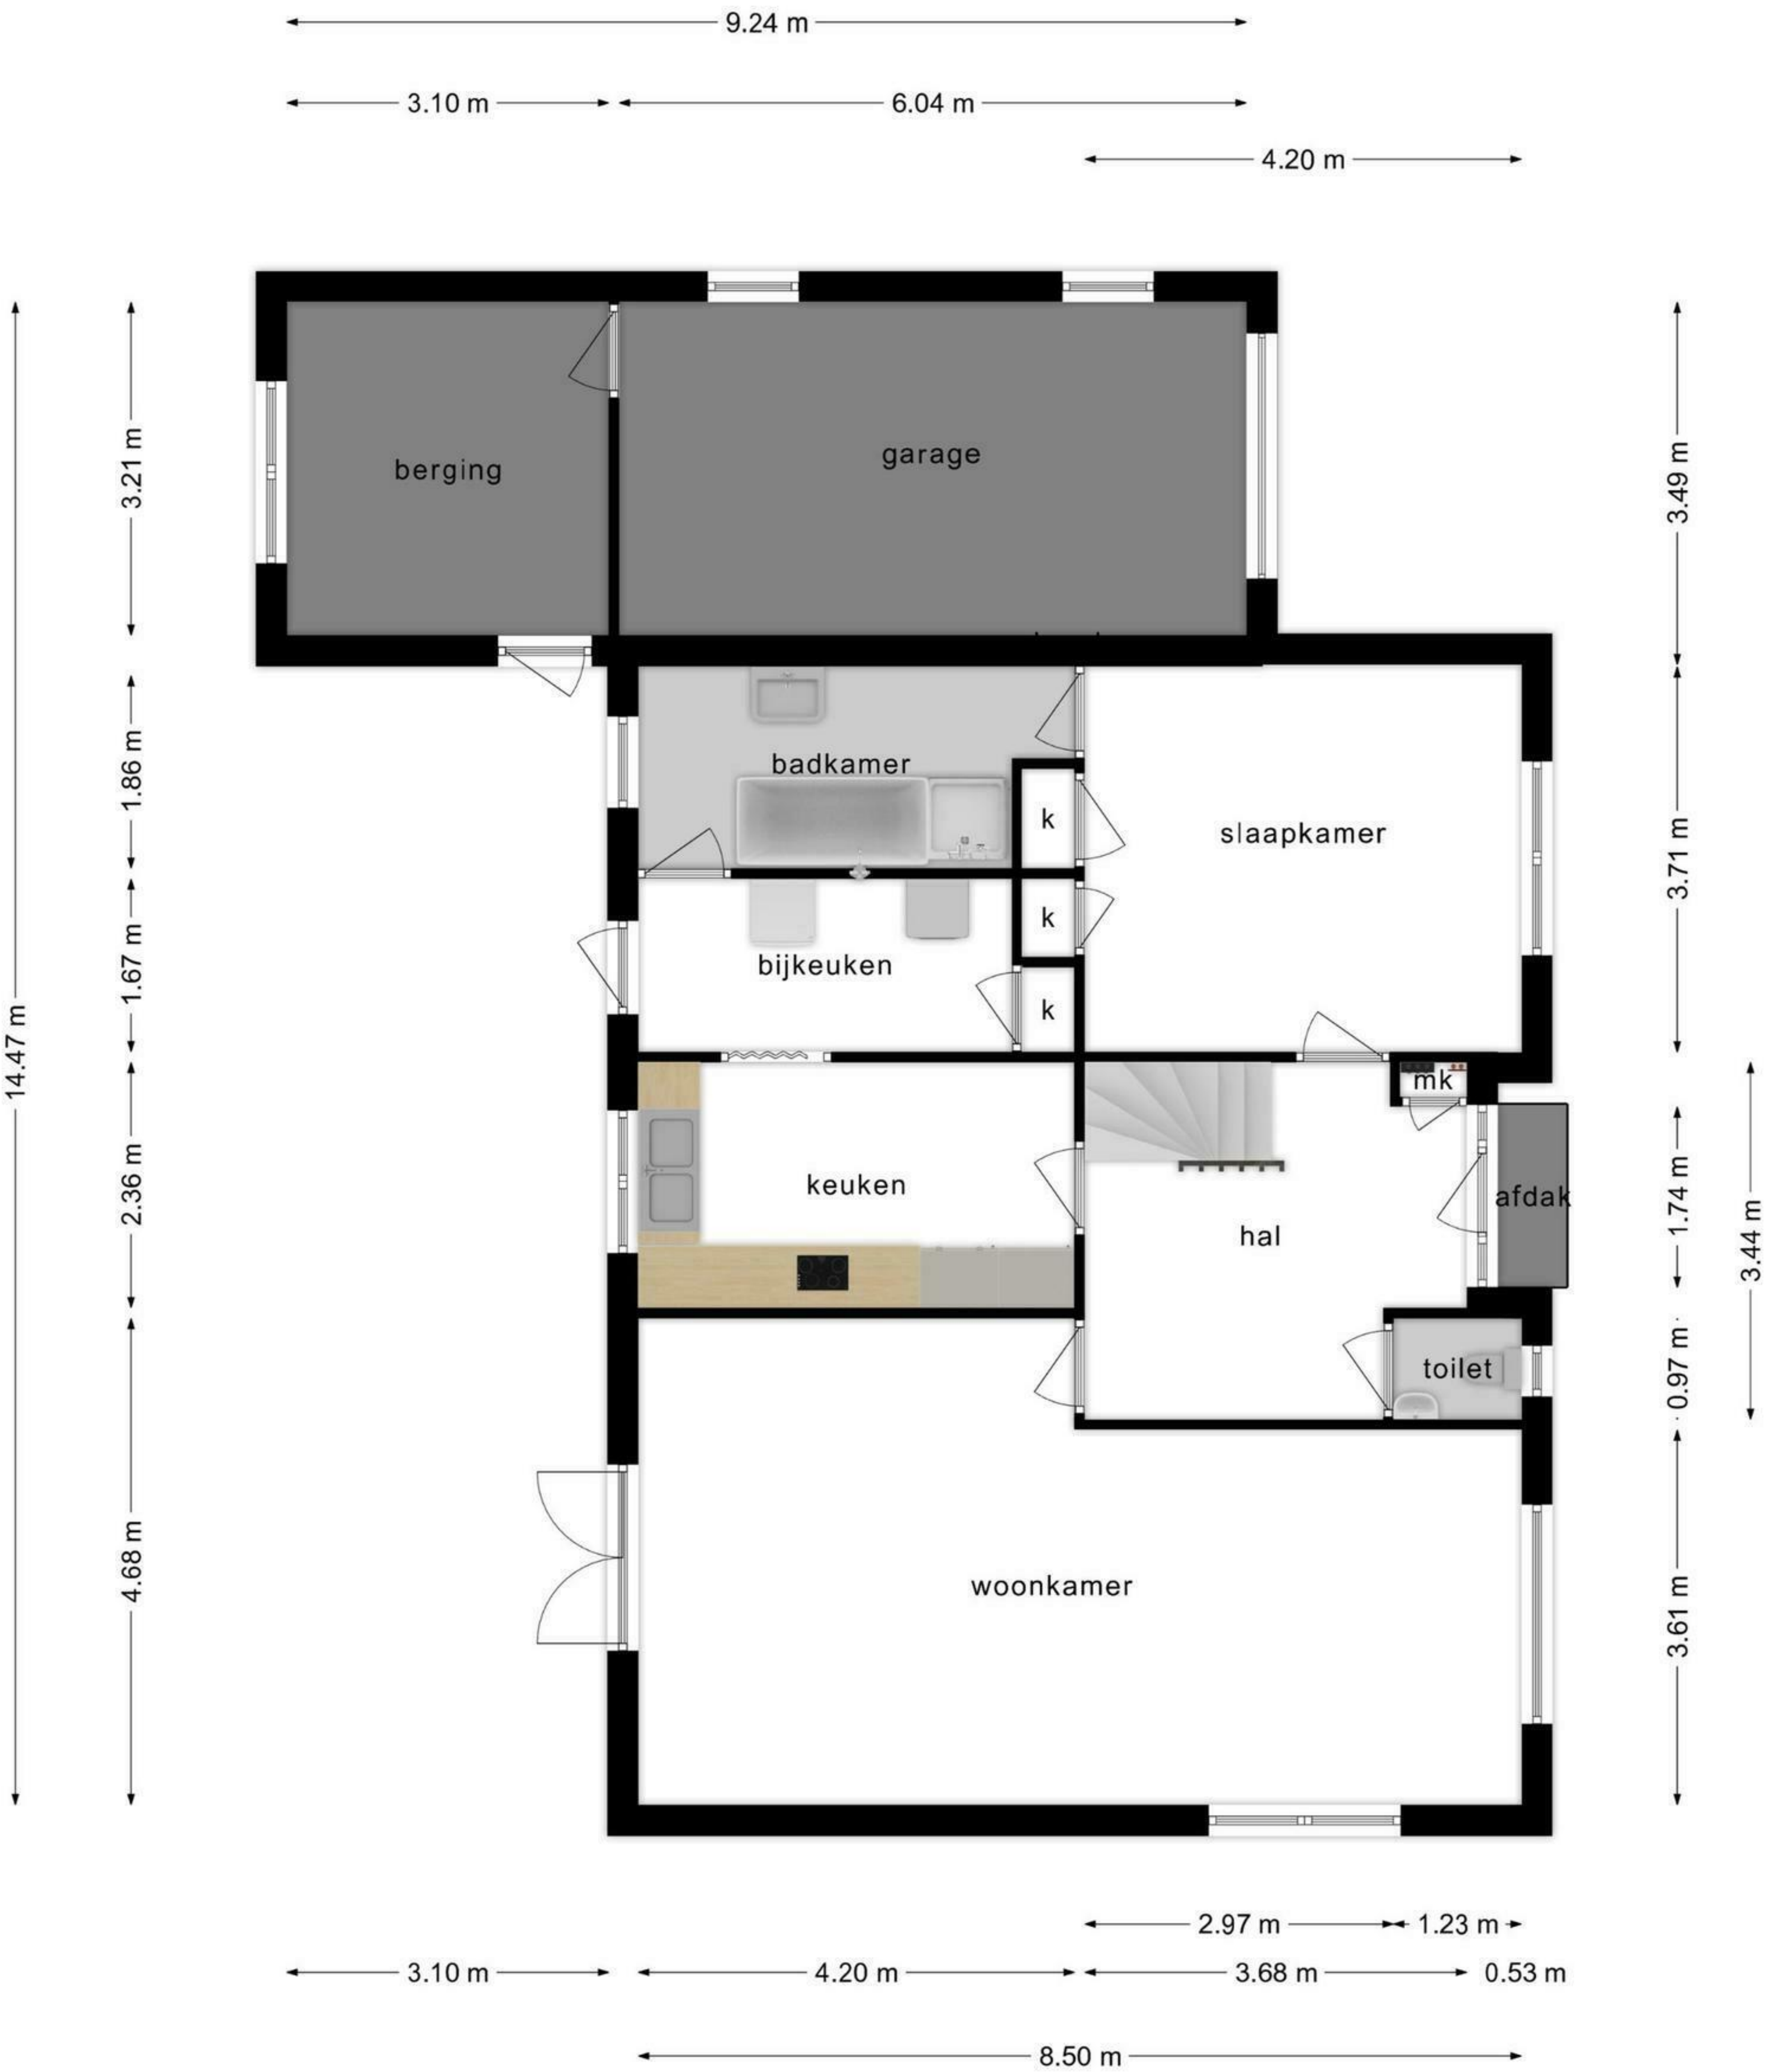 9.24 m
3.10 m
6.04 m
4.20 m
14.47 m
3.21 m
1.86 m
1.67 m
2.36 m
4.68 m
berging
garage
badkamer
k
slaapkamer
k
bijkeuken
k
mk
keuken
afdak
hal
toilet
woonkamer
3.49 m
3.71 m
1.74 m
0.97 m
3.61 m
3.44 m
2.97 m
1.23 m
3.10 m
4.20 m
3.68 m
0.53 m
8.50 m